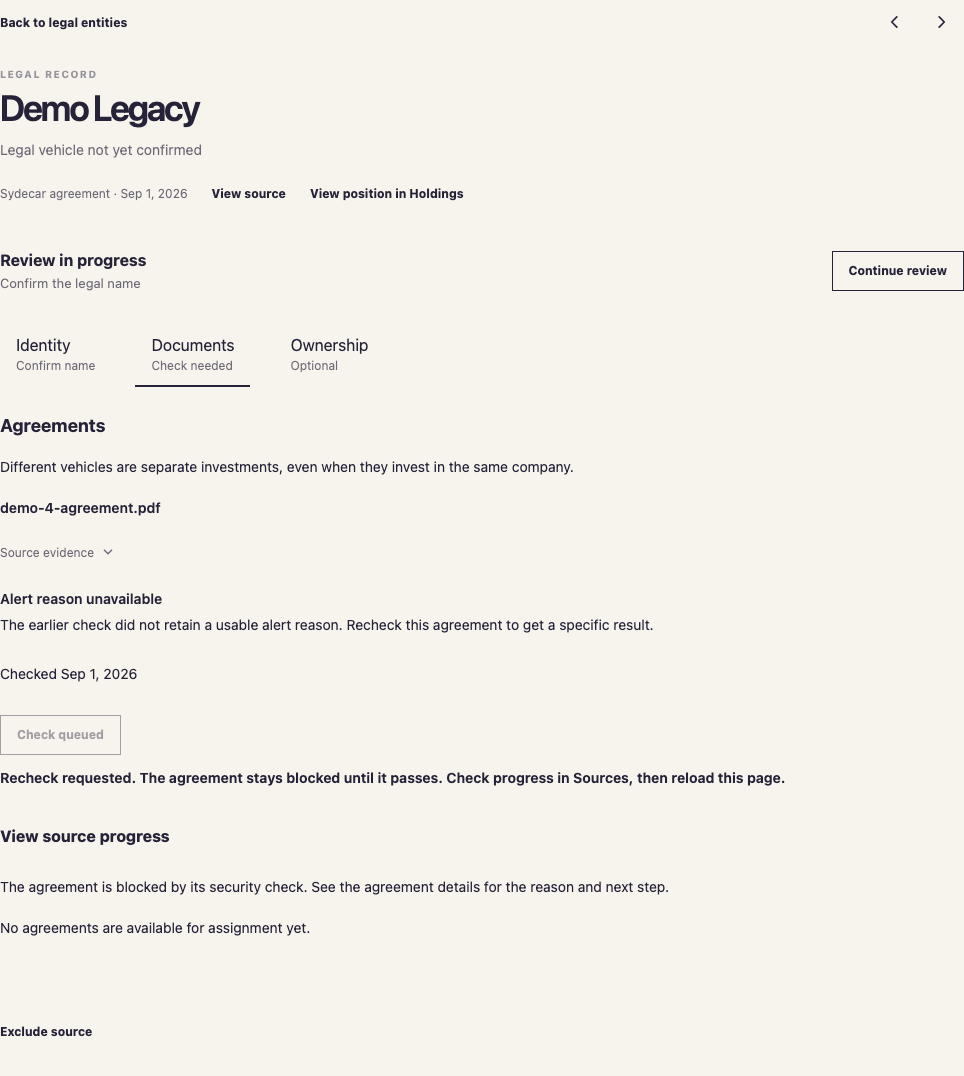 Back to legal entities
LEGAL RECORD
Demo Legacy
Legal vehicle not yet confirmed
Sydecar agreement · Sep 1, 2026 View source View position in Holdings
Review in progress
Confirm the legal name
Continue review
Identity Documents Ownership
Confirm name Check needed Optional
Agreements
Different vehicles are separate investments, even when they invest in the same company.
demo-4-agreement.pdf
Source evidence
Alert reason unavailable
The earlier check did not retain a usable alert reason. Recheck this agreement to get a specific result.
Checked Sep 1, 2026
Check queued
Recheck requested. The agreement stays blocked until it passes. Check progress in Sources, then reload this page.
View source progress
The agreement is blocked by its security check. See the agreement details for the reason and next step.
No agreements are available for assignment yet.
Exclude source